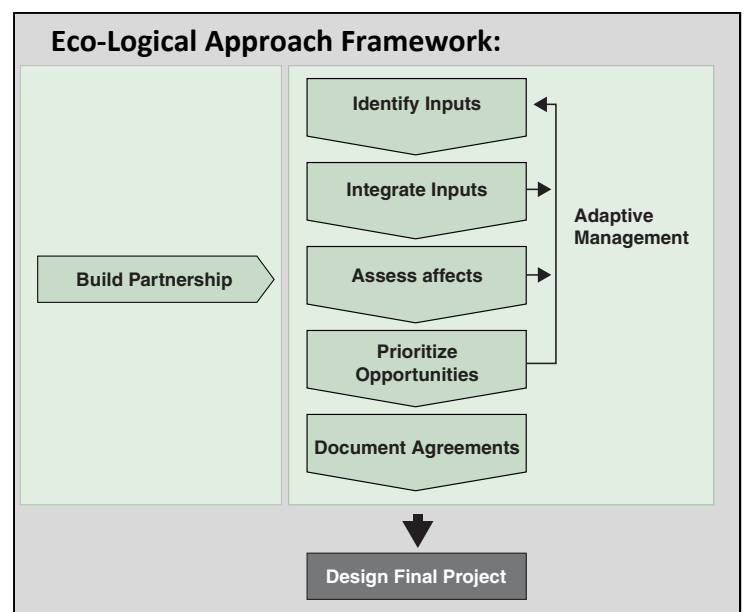 Eco-Logical Approach Framework:
Identify Inputs
Integrate Inputs
Adaptive
Management
Build Partnership
Assess affects
Prioritize
Opportunities
Document Agreements
Design Final Project